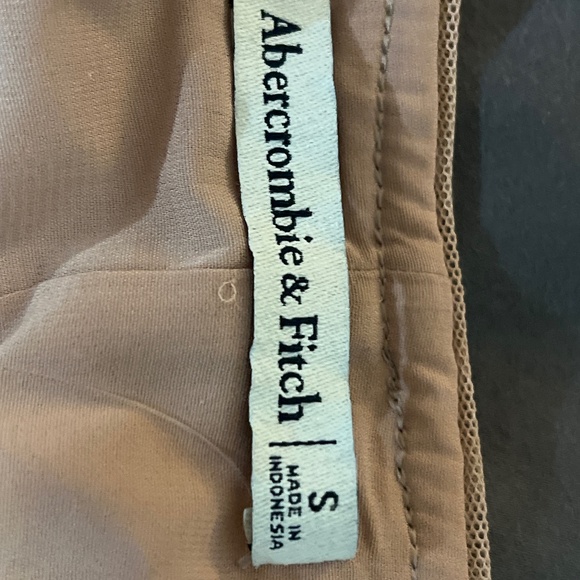 Abercrombie & Fitch | S
MADE IN
INDONESIA